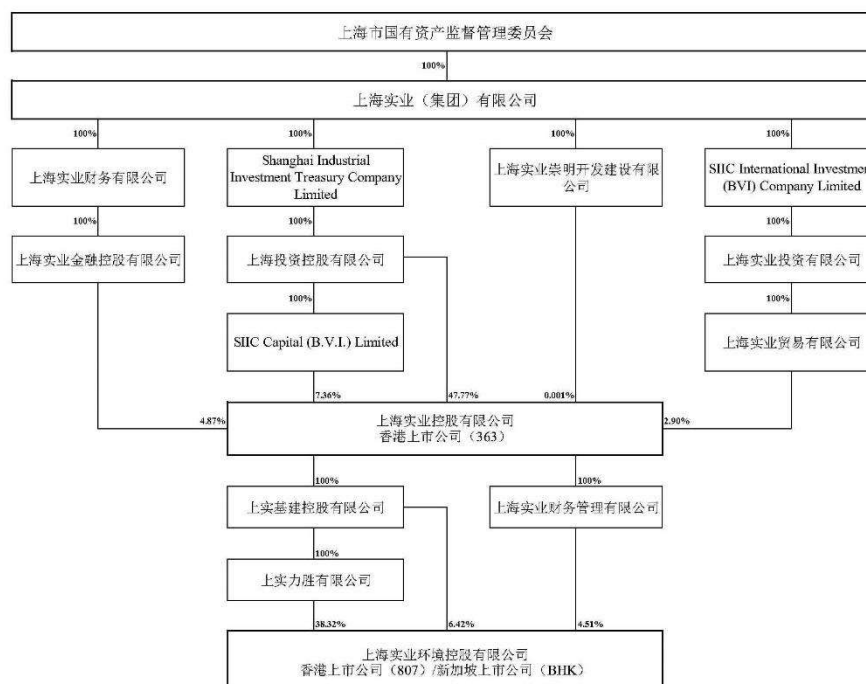 上海市国有资产监督管理委员会
100%
上海实业（集团）有限公司
100%
100%
100%
100%
上海实业财务有限公司
Shanghai Industrial
Investment Treasury Company
Limited
上海实业崇明开发建设有限
公司
SIIC International Investmen
(BVI) Company Limited
100%
100%
100%
上海实业金融控股有限公司
上海投资控股有限公司
上海实业投资有限公司
100%
100%
SIIC Capital (B.V.I.) Limited
上海实业贸易有限公司
7.36%
47.77%
0.001%
4.87%
上海实业控股有限公司
香港上市公司（363）
2.90%
100%
100%
上实基建控股有限公司
上海实业财务管理有限公司
100%
上实力胜有限公司
38.32%
6.42%
4.51%
上海实业环境控股有限公司
香港上市公司（807）/新加坡上市公司（BHK）